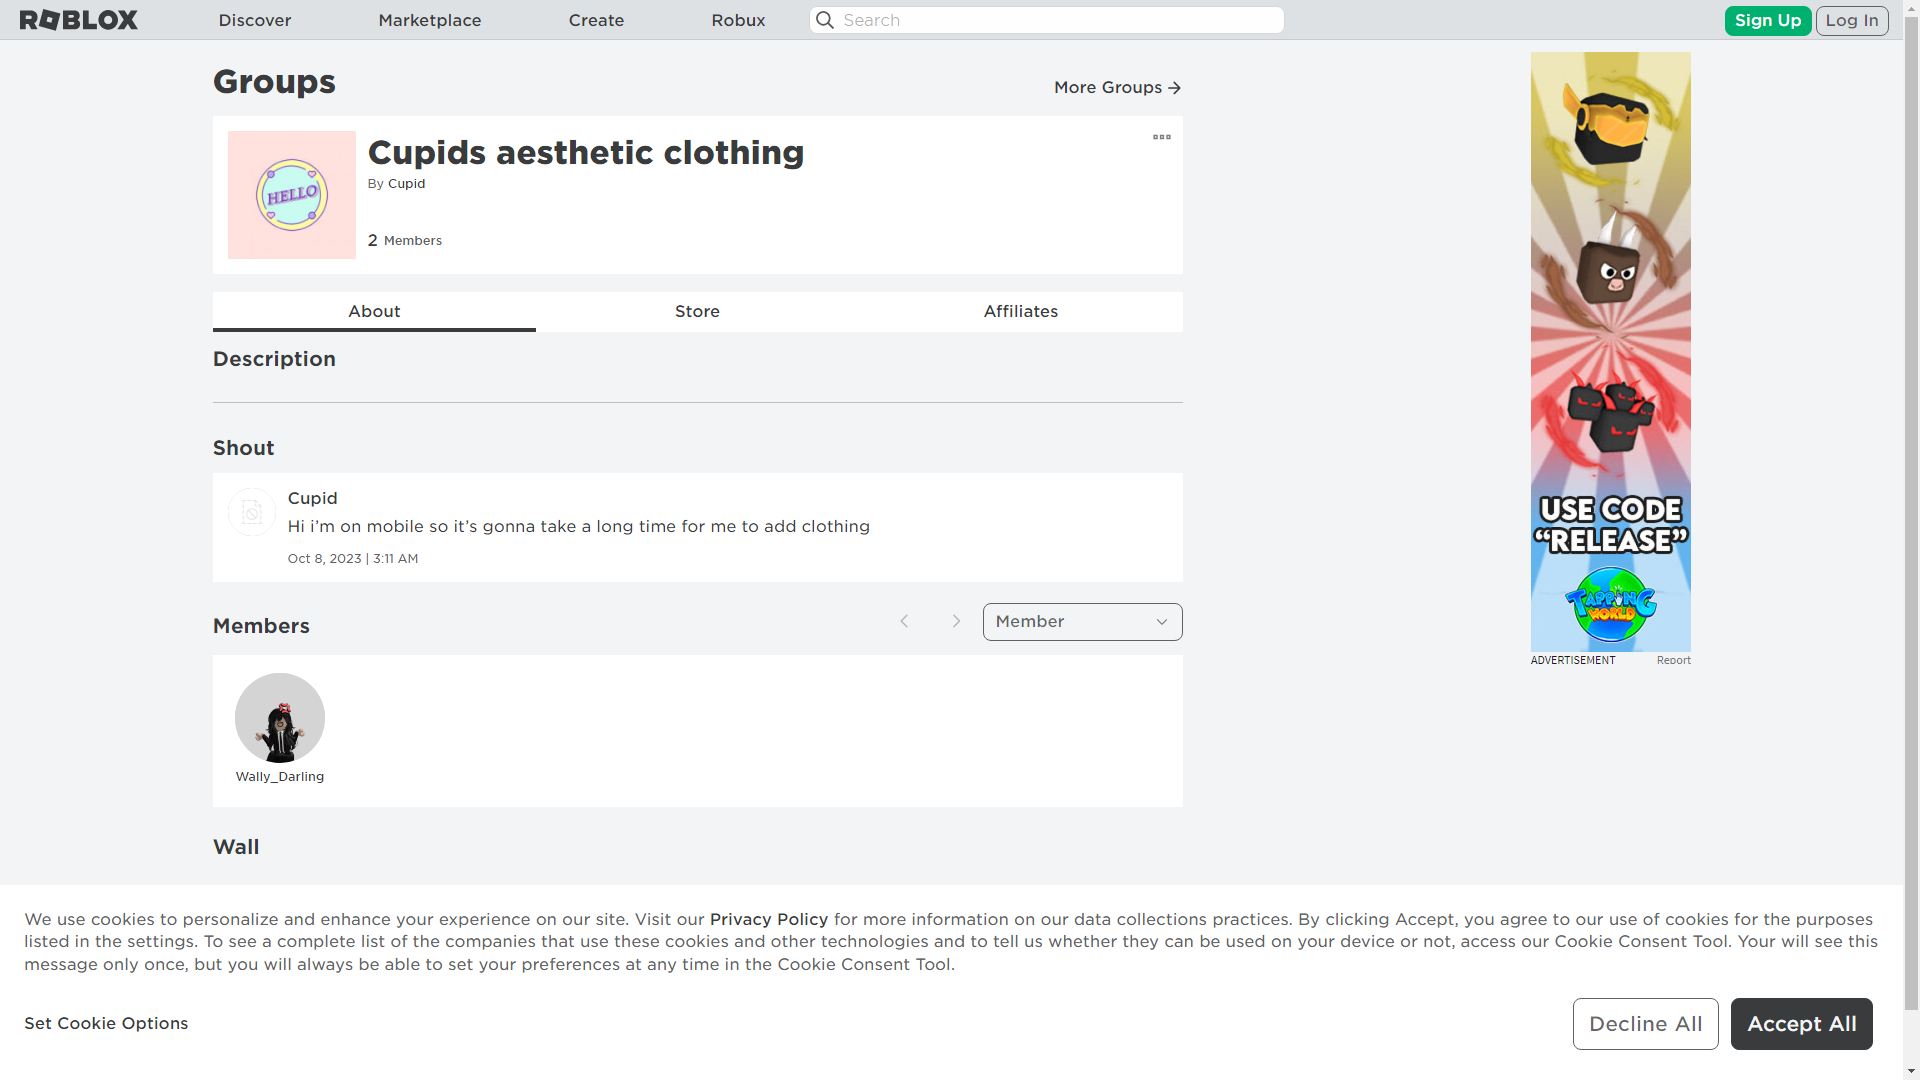 ROBLOX
Discover
Marketplace
Create
Robux
Search
Sign Up
Log In
Groups
More Groups
HELLO
Cupids aesthetic clothing
By Cupid
2 Members
About
Store
Affiliates
Description
Shout
Cupid
Hi i’m on mobile so it’s gonna take a long time for me to add clothing
Oct 8, 2023 | 3:11 AM
Members
Member
Wally_Darling
Wall
USE CODE
“RELEASE”
TAPPING
WORLD
ADVERTISEMENT
Report
We use cookies to personalize and enhance your experience on our site. Visit our Privacy Policy for more information on our data collections practices. By clicking Accept, you agree to our use of cookies for the purposes
listed in the settings. To see a complete list of the companies that use these cookies and other technologies and to tell us whether they can be used on your device or not, access our Cookie Consent Tool. Your will see this
message only once, but you will always be able to set your preferences at any time in the Cookie Consent Tool.
Set Cookie Options
Decline All
Accept All